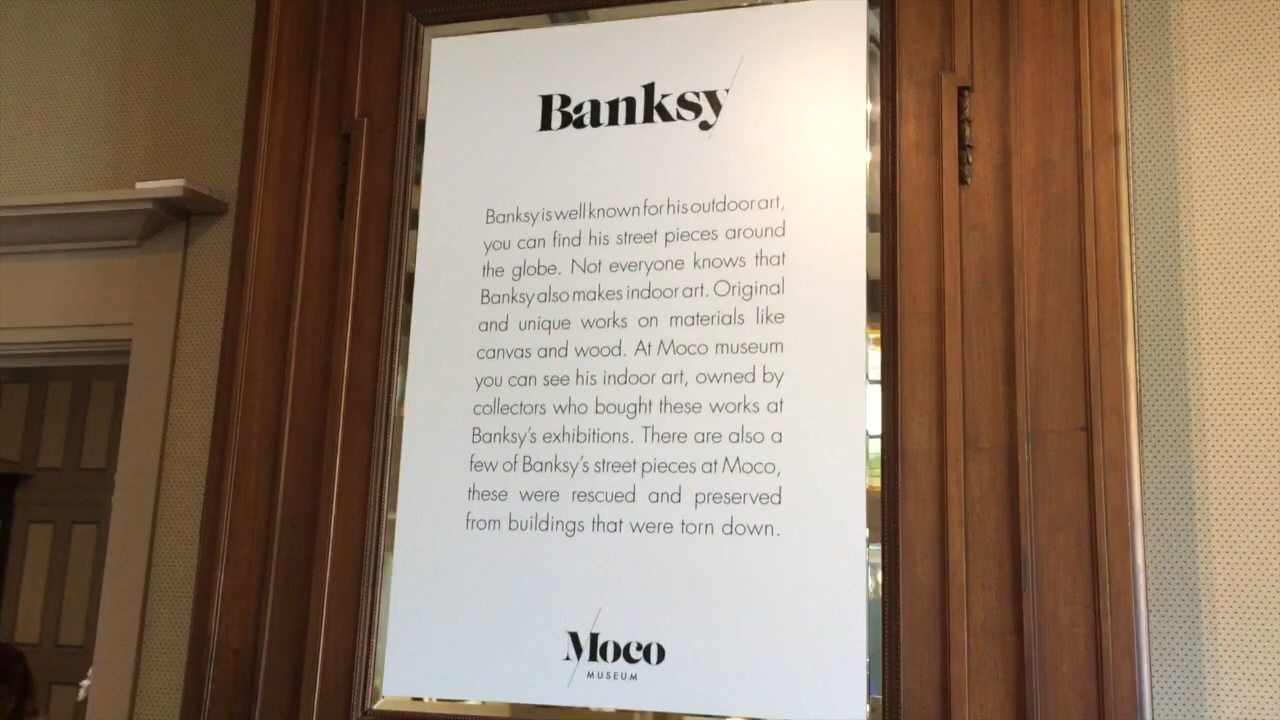 Banksy
Banksy is well known for his outdoor art,
you can find his street pieces around
the globe. Not everyone knows that
Banksy also makes indoor art. Original
and unique works on materials like
canvas and wood. At Moco museum
you can see his indoor art, owned by
collectors who bought these works at
Banksy's exhibitions. There are also a
few of Banksy's street pieces at Moco,
these were rescued and preserved
from buildings that were torn down.
Moco
MUSEUM